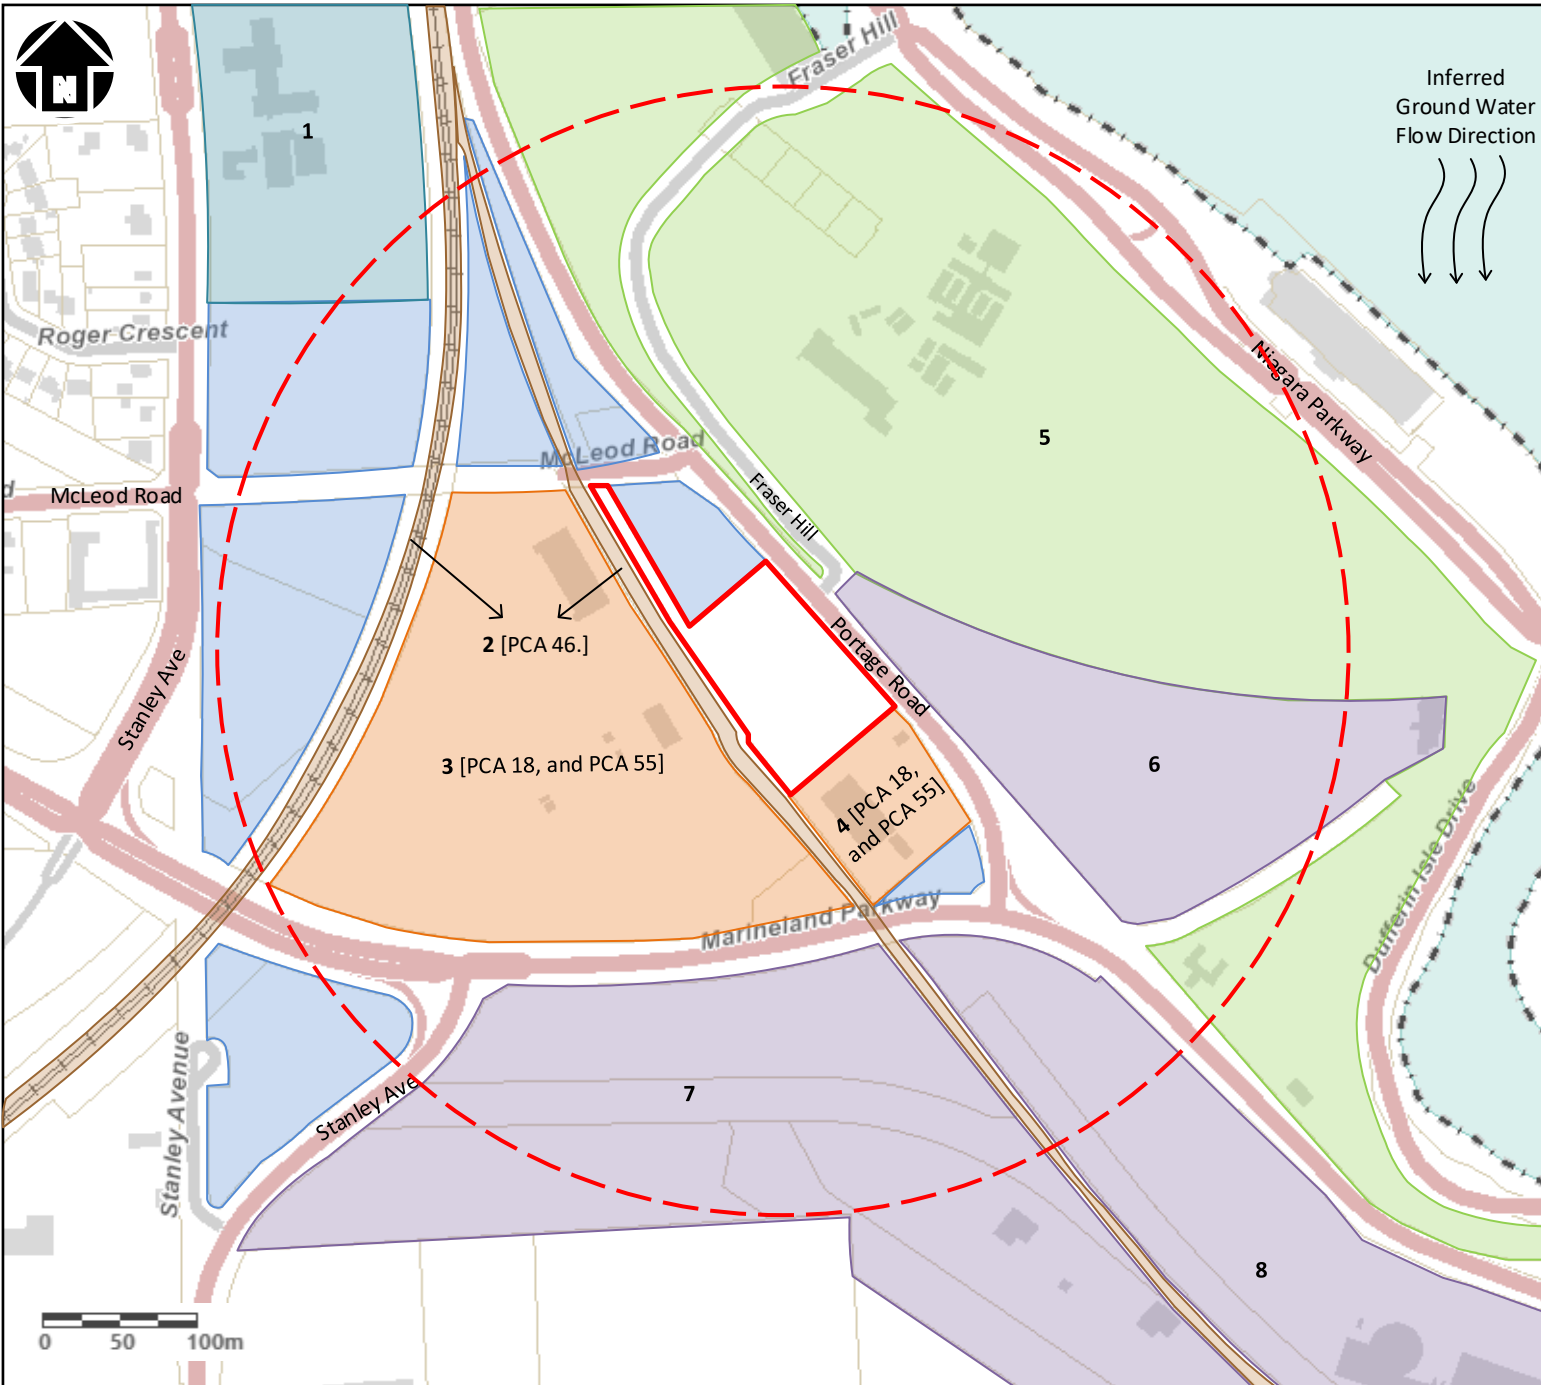 N
Fraser Hill
Inferred
Ground Water
Flow Direction
1
Roger Crescent
Niagara Parkway
McLeod Road
5
d
McLeod Road
Fraser Hill
2 [PCA 46.]
Portage Road
Stanley Ave
3 [PCA 18, and PCA 55]
6
4 [PCA 18,
and PCA 55]
Dufferin Isle Drive
Marineland Parkway
Stanley Avenue
Stanley Ave
7
8
0 50 100m